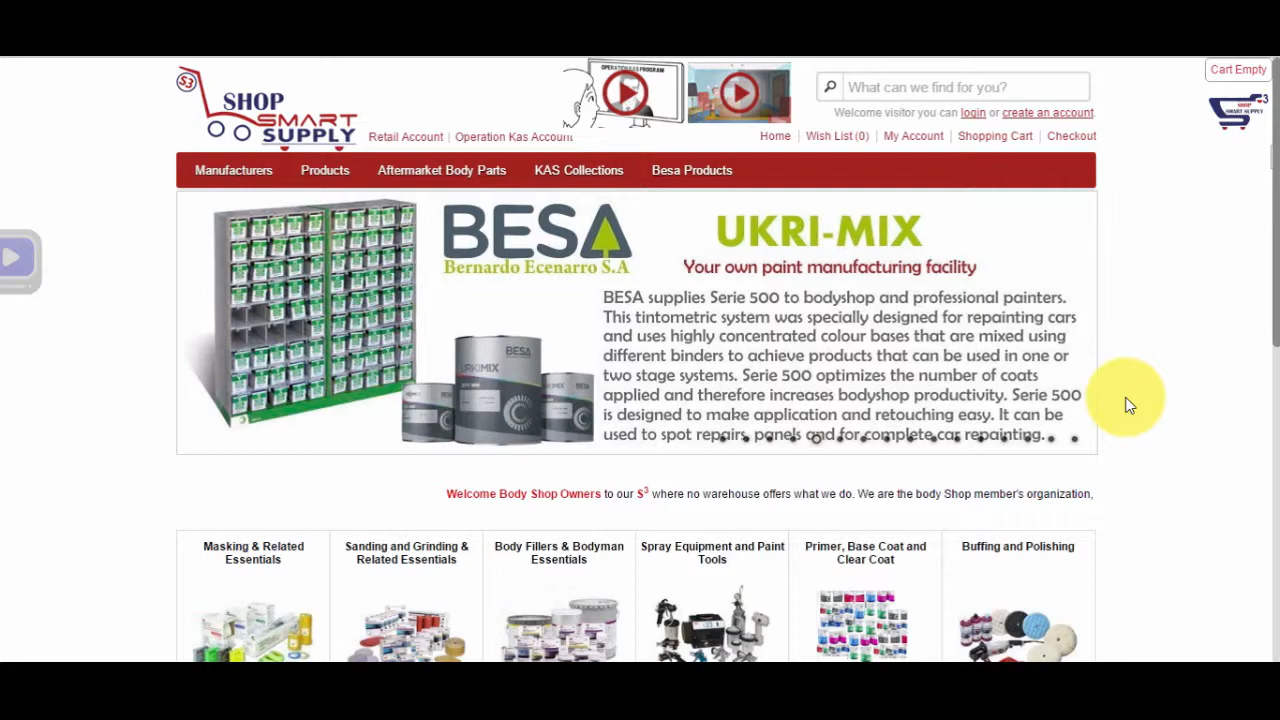 Cart Empty
OPERATION KAS PROGRAM
S3
SHOP
SMART
SUPPLY
What can we find for you?
Welcome visitor you can login or create an account.
Retail Account
Operation Kas Account
Home
Wish List (0)
My Account
Shopping Cart
Checkout
Manufacturers
Products
Aftermarket Body Parts
KAS Collections
Besa Products
BESA
Bernardo Ecenarro S.A
UKRI-MIX
Your own paint manufacturing facility
BESA supplies Serie 500 to bodyshop and professional painters.
This tintometric system was specially designed for repainting cars
and uses highly concentrated colour bases that are mixed using
different binders to achieve products that can be used in one or
two stage systems. Serie 500 optimizes the number of coats
applied and therefore increases bodyshop productivity. Serie 500
is designed to make application and retouching easy. It can be
used to spot repairs, panels and for complete car repainting.
BESA
URKIMIX
Welcome Body Shop Owners to our S3 where no warehouse offers what we do. We are the body Shop member's organization,
Masking & Related
Essentials
Sanding and Grinding &
Related Essentials
Body Fillers & Bodyman
Essentials
Spray Equipment and Paint
Tools
Primer, Base Coat and
Clear Coat
Buffing and Polishing